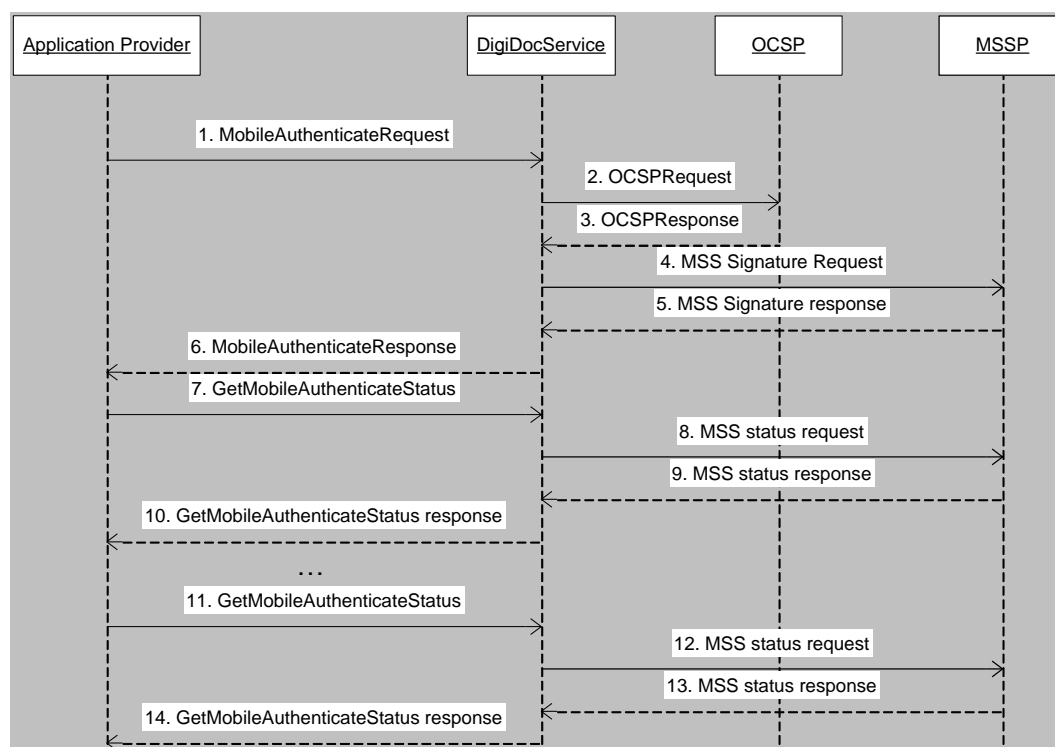 Application Provider
DigiDocService
OCSP
MSSP
1. MobileAuthenticateRequest
2. OCSPRequest
3. OCSPResponse
4. MSS Signature Request
5. MSS Signature response
6. MobileAuthenticateResponse
7. GetMobileAuthenticateStatus
8. MSS status request
9. MSS status response
10. GetMobileAuthenticateStatus response
...
11. GetMobileAuthenticateStatus
12. MSS status request
13. MSS status response
14. GetMobileAuthenticateStatus response